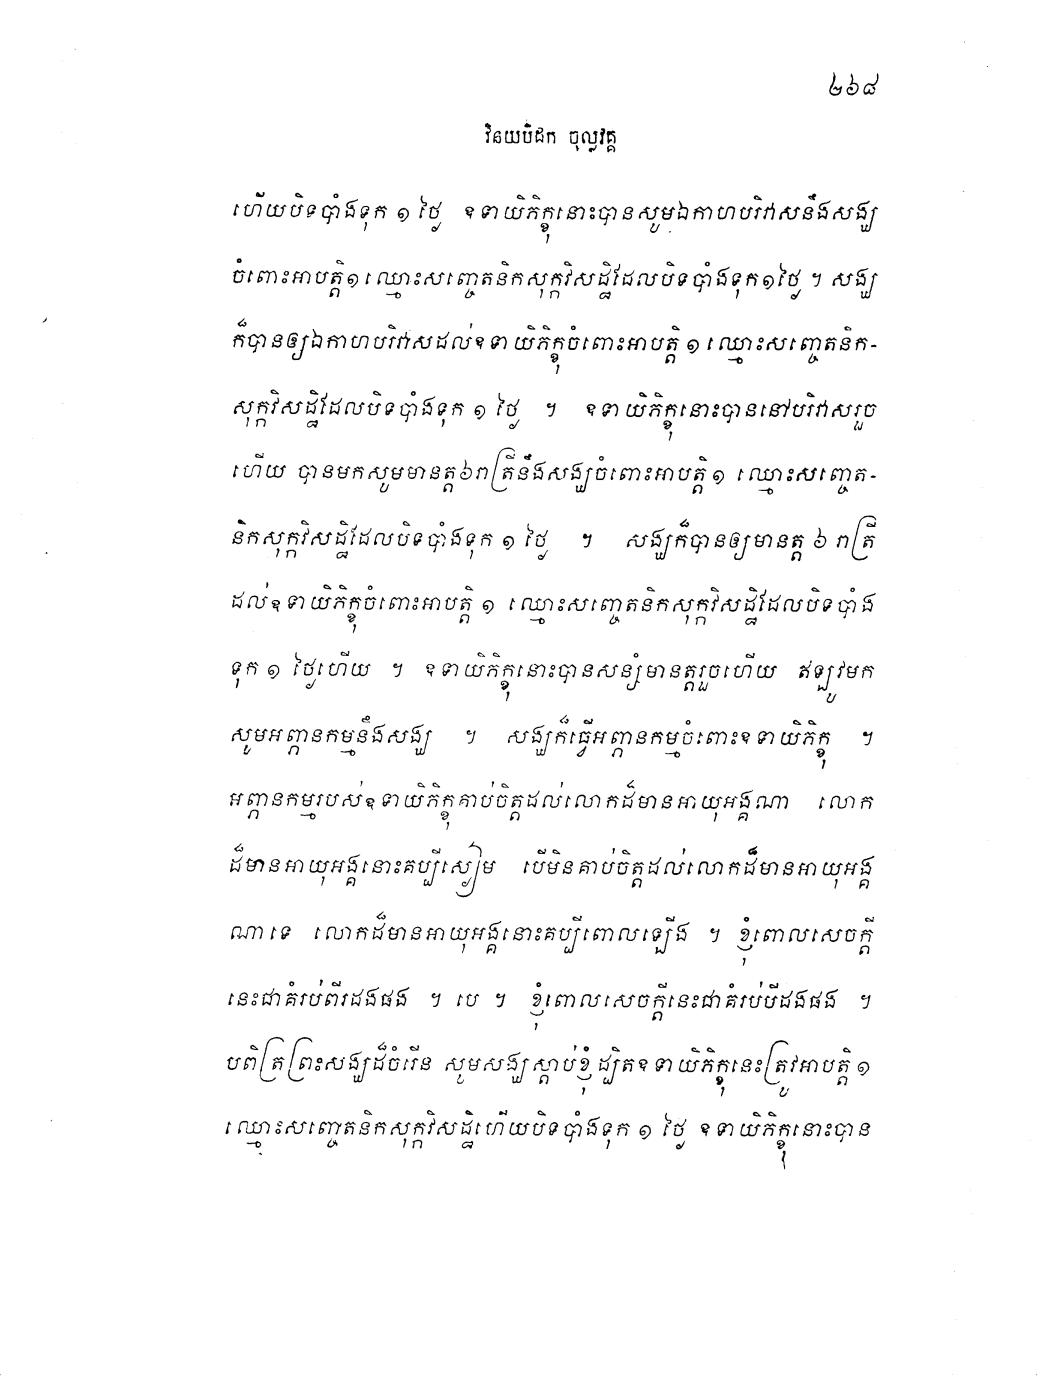 ២៦៨
វិនយបិដក ចុល្លវគ្គ
ហើយបិទបាំងទុក ១ ថ្ងៃ ឧទាយិភិក្ខុនោះបានសូមឯកាហបរិវាសនឹងសង្ឃ
ចំពោះអាបត្តិ១ ឈ្មោះសញ្ចេតនិកសុក្កវិសដ្ឋិដែលបិទបាំងទុក១ថ្ងៃ ។ សង្ឃ
ក៏បានឲ្យឯកាហបរិវាសដល់ឧទាយិភិក្ខុចំពោះអាបត្តិ ១ ឈ្មោះសញ្ចេតនិក-
សុក្កវិសដ្ឋិដែលបិទបាំងទុក ១ ថ្ងៃ ។ ឧទាយិភិក្ខុនោះបាននៅបរិវាសរួច
ហើយ បានមកសូមមានត្ត៦រាត្រីនឹងសង្ឃចំពោះអាបត្តិ ១ ឈ្មោះសញ្ចេត-
និកសុក្កវិសដ្ឋិដែលបិទបាំងទុក ១ ថ្ងៃ ។ សង្ឃក៏បានឲ្យមានត្ត ៦ រាត្រី
ដល់ឧទាយិភិក្ខុចំពោះអាបត្តិ ១ ឈ្មោះសញ្ចេតនិកសុក្កវិសដ្ឋិដែលបិទបាំង
ទុក ១ ថ្ងៃហើយ ។ ឧទាយិភិក្ខុនោះបានសន្សំមានត្តរួចហើយ ឥឡូវមក
សូមអព្ភានកម្មនឹងសង្ឃ ។ សង្ឃក៏ធ្វើអព្ភានកម្មចំពោះឧទាយិភិក្ខុ ។
អព្ភានកម្មរបស់ឧទាយិភិក្ខុគាប់ចិត្តដល់លោកដ៏មានអាយុអង្គណា លោក
ដ៏មានអាយុអង្គនោះគប្បីស្ងៀម បើមិនគាប់ចិត្តដល់លោកដ៏មានអាយុអង្គ
ណាទេ លោកដ៏មានអាយុអង្គនោះគប្បីពោលឡើង ។ ខ្ញុំពោលសេចក្តី
នេះជាគំរប់ពីរដងផង ។ បេ ។ ខ្ញុំពោលសេចក្តីនេះជាគំរប់បីដងផង ។
បពិត្រព្រះសង្ឃដ៏ចំរើន សូមសង្ឃស្តាប់ខ្ញុំ ដ្បិតឧទាយិភិក្ខុនេះត្រូវអាបត្តិ ១
ឈ្មោះសញ្ចេតនិកសុក្កវិសដ្ឋិហើយបិទបាំងទុក ១ ថ្ងៃ ឧទាយិភិក្ខុនោះបាន